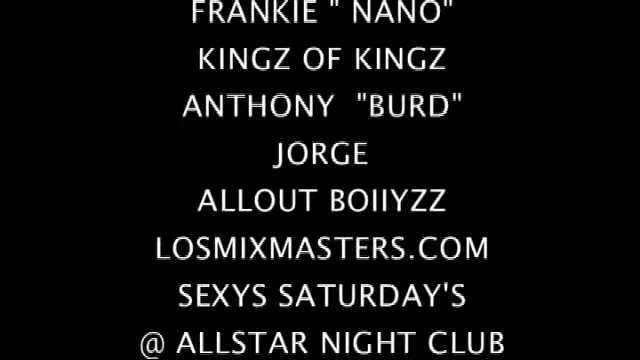 FRANKIE " NANO"
KINGZ OF KINGZ
ANTHONY  "BURD"
JORGE
ALLOUT BOIIYZZ
LOSMIXMASTERS.COM
SEXYS SATURDAY'S
@ ALLSTAR NIGHT CLUB